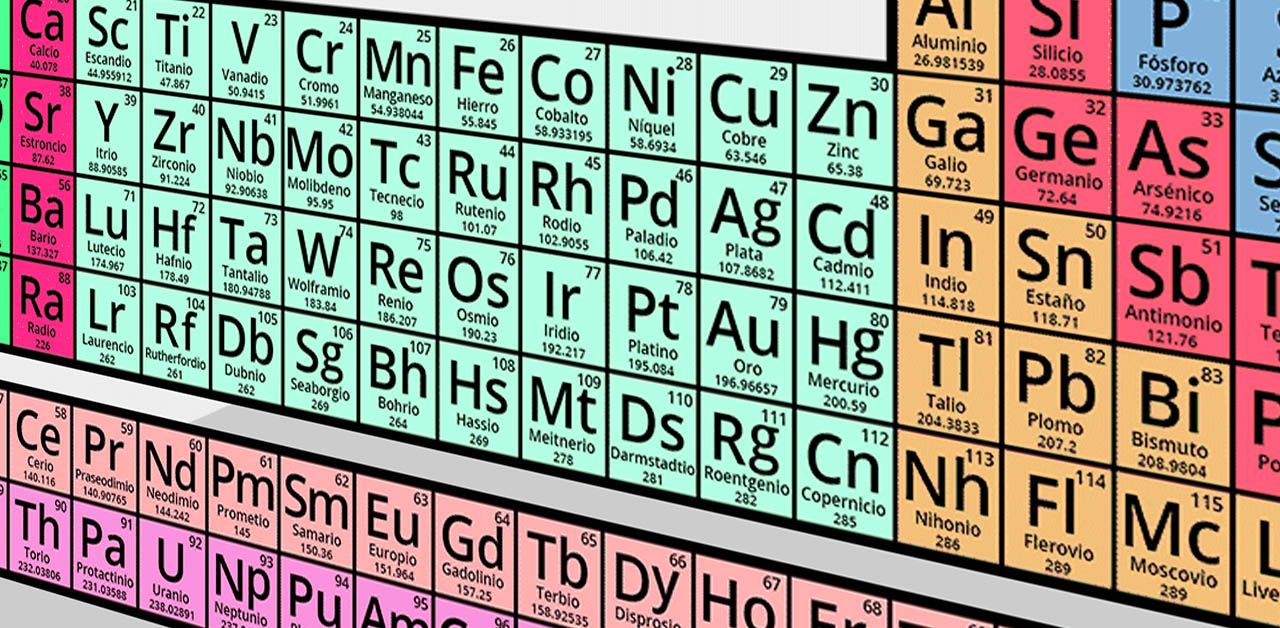 Ca
Calcio
40.078
21
Sc
Escandio
44.955912
22
Ti
Titanio
47.867
23
V
Vanadio
50.9415
24
Cr
Cromo
51.9961
25
Mn
Manganeso
54.938044
26
Fe
Hierro
55.845
27
Co
Cobalto
58.933195
28
Ni
Níquel
58.6934
29
Cu
Cobre
63.546
30
Zn
Zinc
65.38
Al
Aluminio
26.981539
Si
Silicio
28.0855
P
Fósforo
30.973762
38
Sr
Estroncio
87.62
39
Y
Itrio
88.90585
40
Zr
Zirconio
91.224
41
Nb
Niobio
92.90638
42
Mo
Molibdeno
95.95
43
Tc
Tecnecio
98
44
Ru
Rutenio
101.07
45
Rh
Rodio
102.9055
46
Pd
Paladio
106.42
47
Ag
Plata
107.8682
48
Cd
Cadmio
112.411
31
Ga
Galio
69.723
32
Ge
Germanio
72.64
33
As
Arsénico
74.9216
56
Ba
Bario
137.327
71
Lu
Lutecio
174.967
72
Hf
Hafnio
178.49
73
Ta
Tantalio
180.94788
74
W
Wolframio
183.84
75
Re
Renio
186.207
76
Os
Osmio
190.23
77
Ir
Iridio
192.217
78
Pt
Platino
195.084
79
Au
Oro
196.96657
80
Hg
Mercurio
200.59
49
In
Indio
114.818
50
Sn
Estaño
118.71
51
Sb
Antimonio
121.76
88
Ra
Radio
226
103
Lr
Laurencio
262
104
Rf
Rutherfordio
261
105
Db
Dubnio
262
106
Sg
Seaborgio
269
107
Bh
Bohrio
264
108
Hs
Hassio
269
109
Mt
Meitnerio
278
110
Ds
Darmstadtio
281
111
Rg
Roentgenio
282
112
Cn
Copernicio
285
81
Tl
Talio
204.3833
82
Pb
Plomo
207.2
83
Bi
Bismuto
208.9804
113
Nh
Nihonio
286
114
Fl
Flerovio
289
115
Mc
Moscovio
289
58
Ce
Cerio
140.116
59
Pr
Praseodimio
140.90765
60
Nd
Neodimio
144.242
61
Pm
Prometio
145
62
Sm
Samario
150.36
63
Eu
Europio
151.964
64
Gd
Gadolinio
157.25
65
Tb
Terbio
158.92535
66
Dy
Disprosio
67
Ho
68
Er
90
Th
Torio
232.03806
91
Pa
Protactinio
231.03588
92
U
Uranio
238.02891
93
Np
Neptunio
94
Pu
95
Am
96